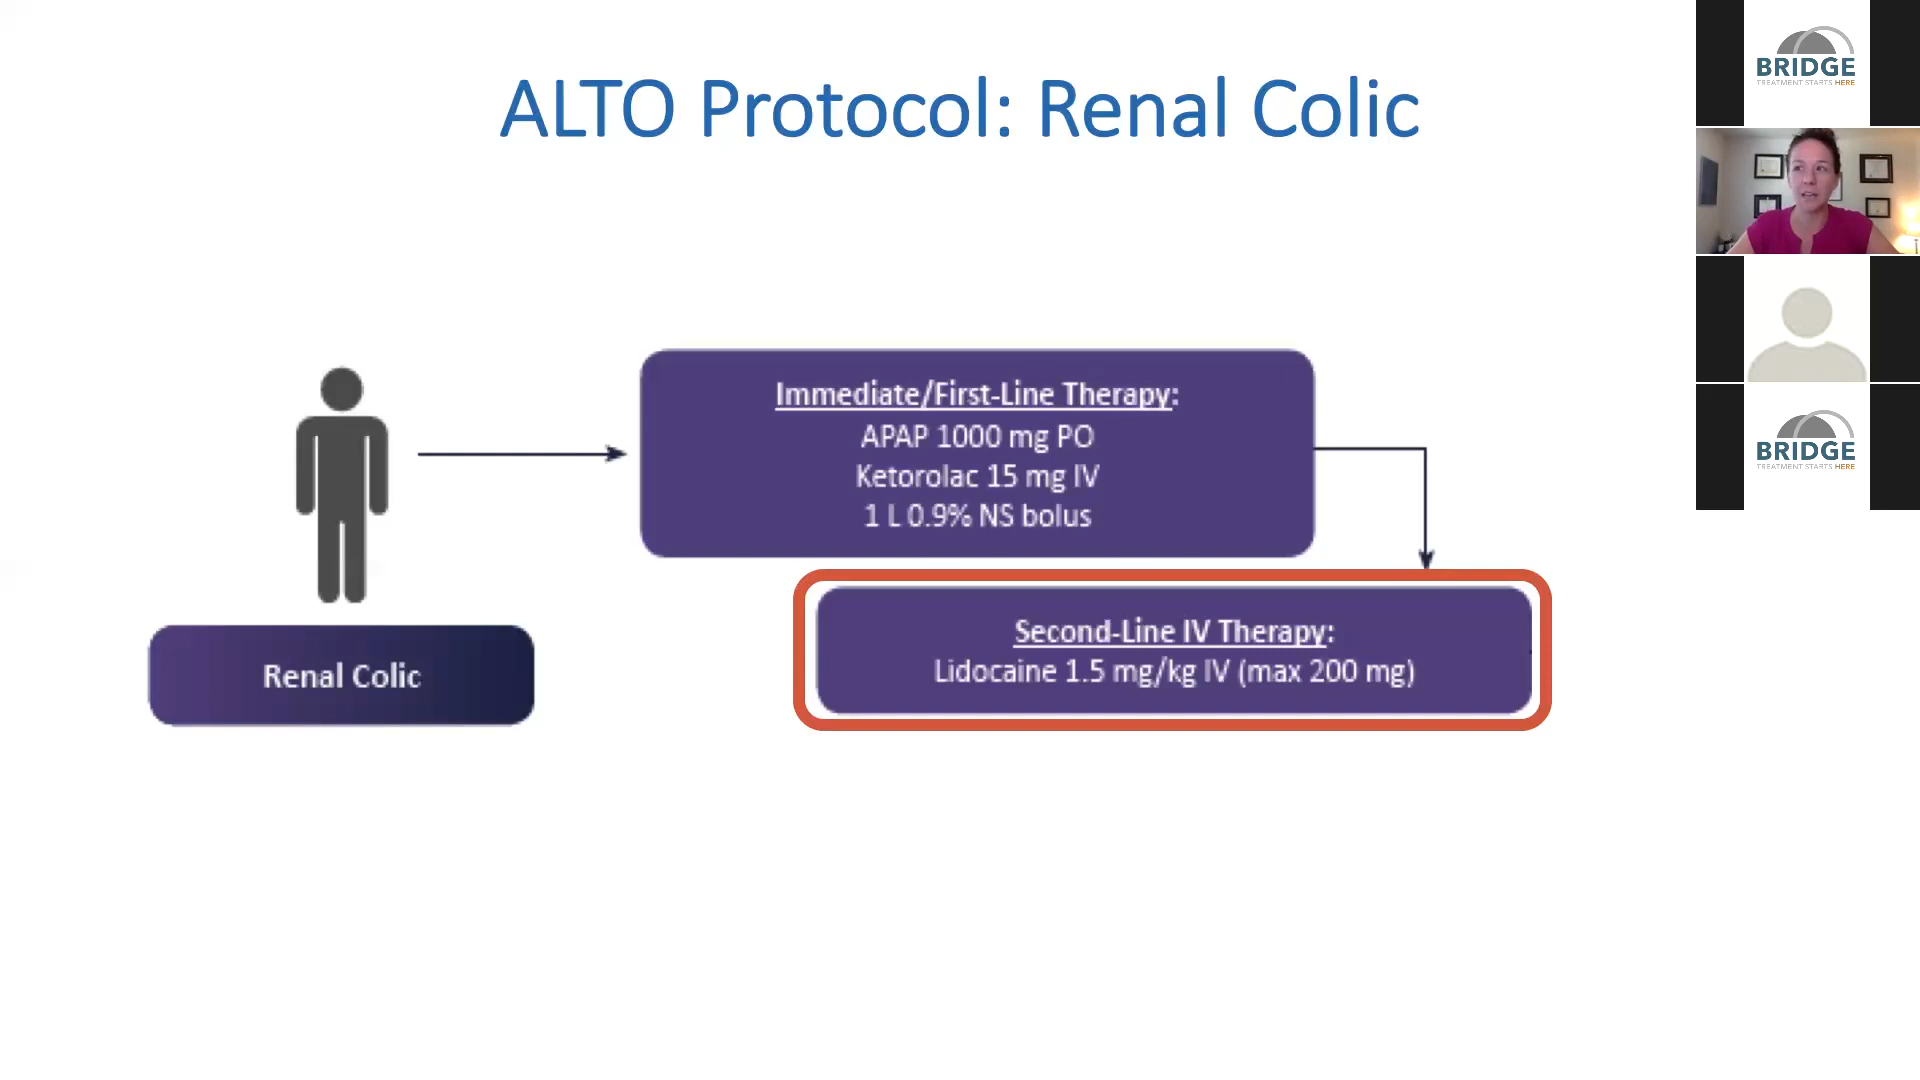 ALTO Protocol: Renal Colic
Immediate/First-Line Therapy:
APAP 1000 mg PO
Ketorolac 15 mg IV
1 L 0.9% NS bolus
Second-Line IV Therapy:
Lidocaine 1.5 mg/kg IV (max 200 mg)
Renal Colic
BRIDGE
TREATMENT STARTS HERE
BRIDGE
TREATMENT STARTS HERE